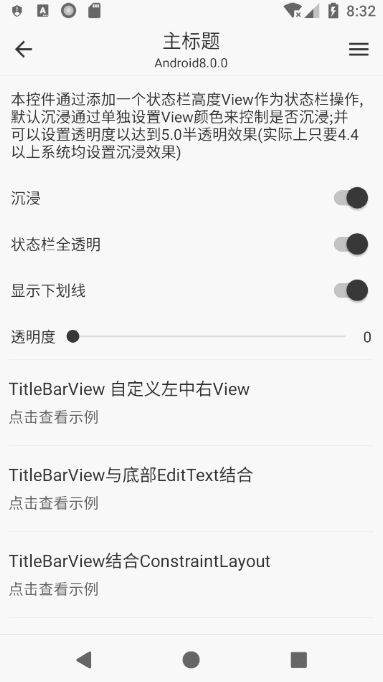 8:32
主标题
Android8.0.0
本控件通过添加一个状态栏高度View作为状态栏操作,
默认沉浸通过单独设置View颜色来控制是否沉浸;并
可以设置透明度以达到5.0半透明效果(实际上只要4.4
以上系统均设置沉浸效果)
沉浸
状态栏全透明
显示下划线
透明度 0
TitleBarView 自定义左中右View
点击查看示例
TitleBarView与底部EditText结合
点击查看示例
TitleBarView结合ConstraintLayout
点击查看示例